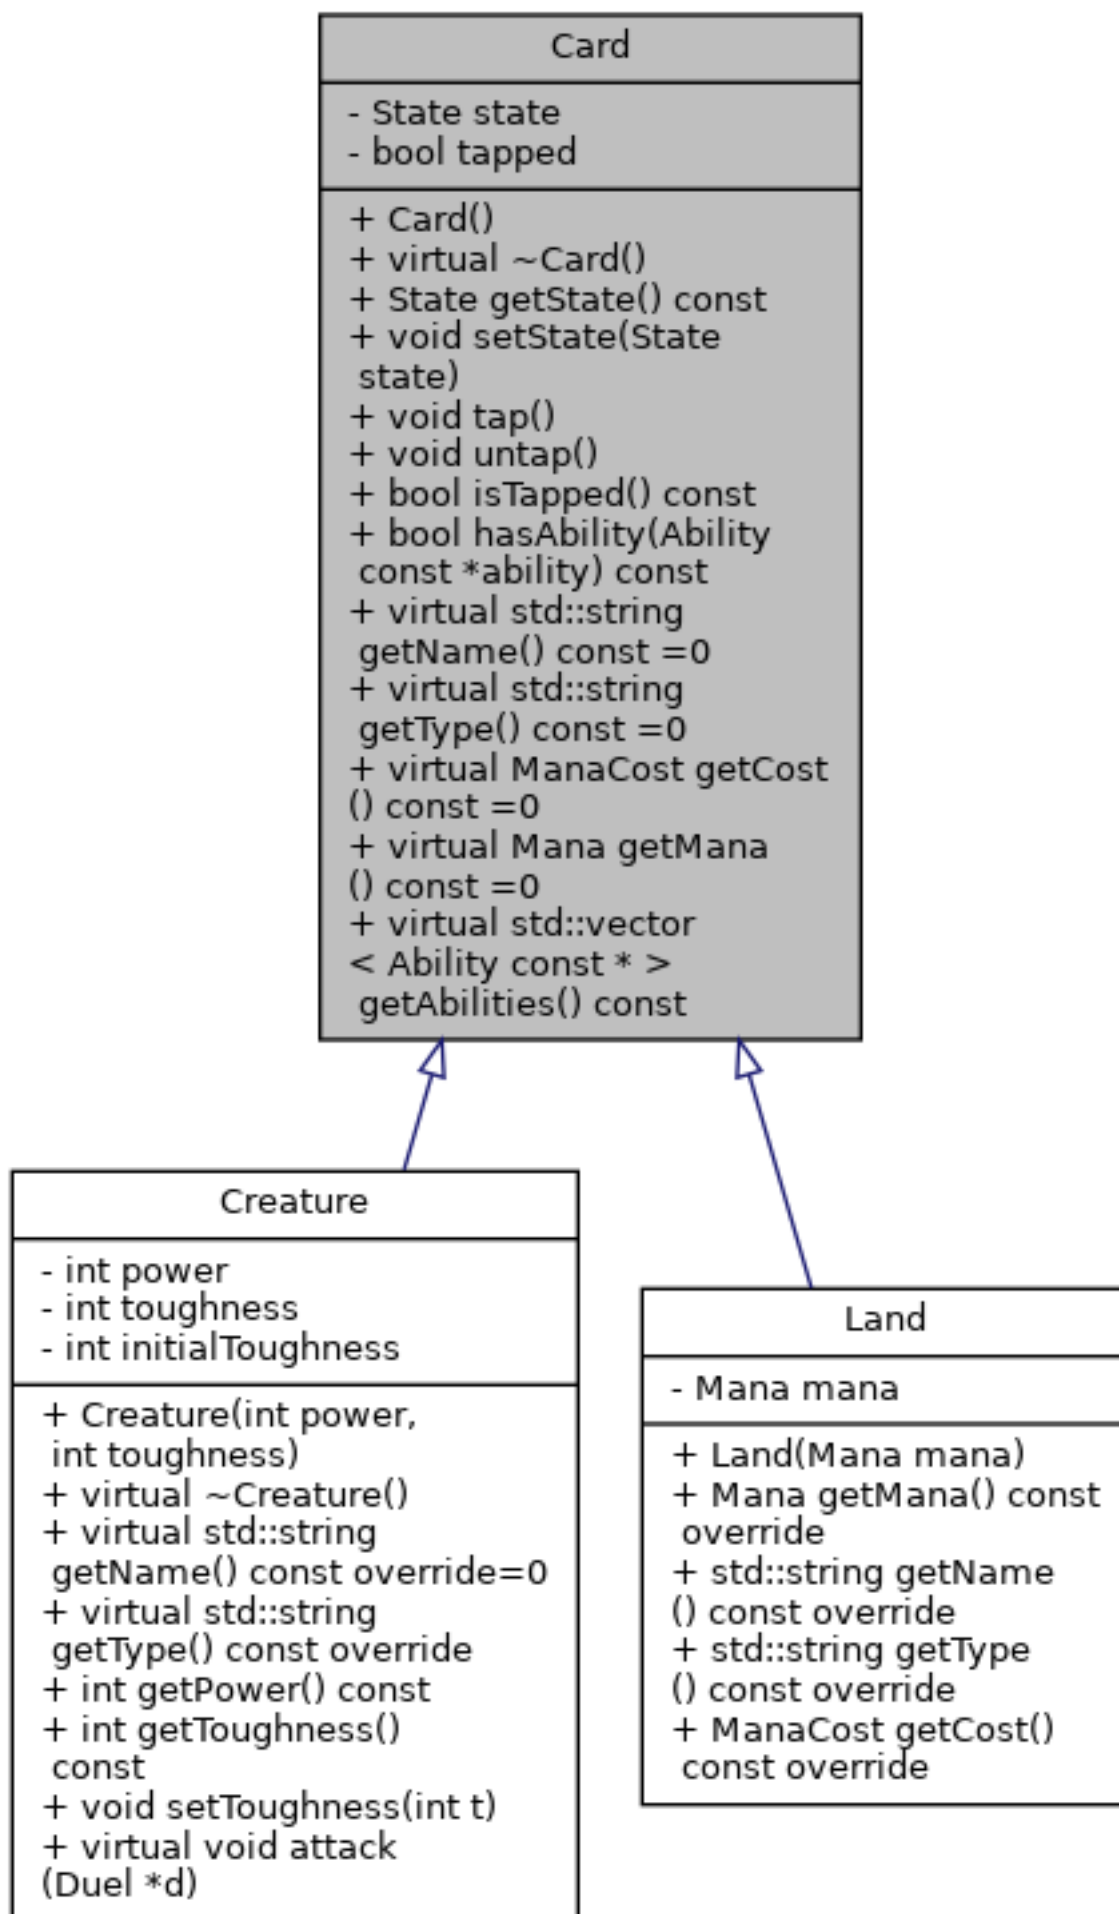 Card
- State state
- bool tapped
+ Card()
+ virtual ~Card()
+ State getState() const
+ void setState(State
state)
+ void tap()
+ void untap()
+ bool isTapped() const
+ bool hasAbility(Ability
const *ability) const
+ virtual std::string
getName() const =0
+ virtual std::string
getType() const =0
+ virtual ManaCost getCost
() const =0
+ virtual Mana getMana
() const =0
+ virtual std::vector
< Ability const * >
getAbilities() const
Creature
- int power
- int toughness
- int initialToughness
+ Creature(int power,
int toughness)
+ virtual ~Creature()
+ virtual std::string
getName() const override=0
+ virtual std::string
getType() const override
+ int getPower() const
+ int getToughness()
const
+ void setToughness(int t)
+ virtual void attack
(Duel *d)
Land
- Mana mana
+ Land(Mana mana)
+ Mana getMana() const
override
+ std::string getName
() const override
+ std::string getType
() const override
+ ManaCost getCost()
const override